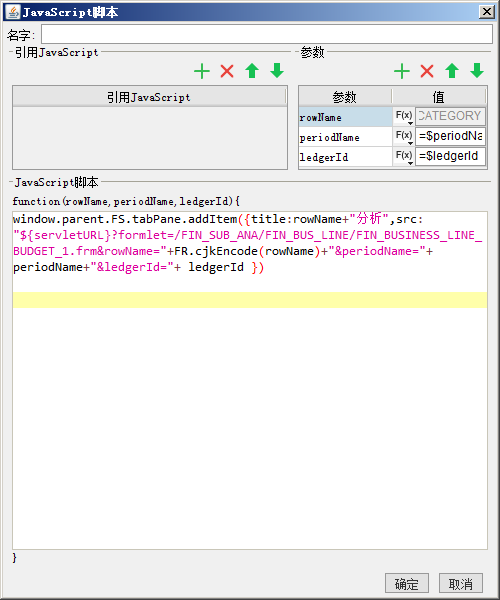 JavaScript脚本
名字:
引用JavaScript
参数
引用JavaScript
参数
值
rowName
F(x)
CATEGORY
periodName
F(x)
=$periodNa
ledgerId
F(x)
=$ledgerId
JavaScript脚本
function(rowName,periodName,ledgerId){
window.parent.FS.tabPane.addItem({title:rowName+"分析",src:
"${servletURL}?formlet=/FIN_SUB_ANA/FIN_BUS_LINE/FIN_BUSINESS_LINE_
BUDGET_1.frm&rowName="+FR.cjkEncode(rowName)+"&periodName="+
periodName+"&ledgerId="+ ledgerId })
}
确定
取消